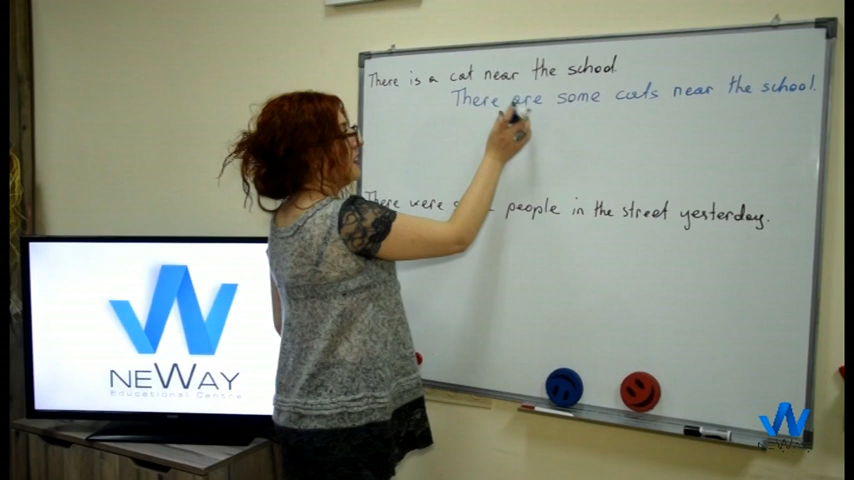 There is a cat near the school.
There are some cats near the school.
There were people in the street yesterday.
NEWAY
Educational Centre
NEWAY